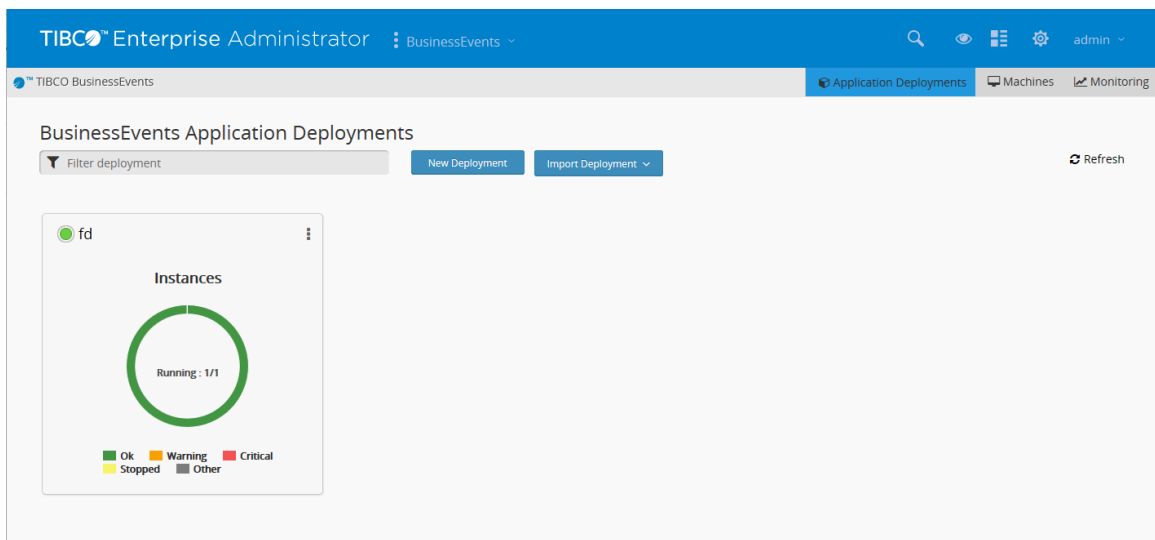 TIBCO™ Enterprise Administrator BusinessEvents admin
™ TIBCO BusinessEvents Application Deployments Machines Monitoring
BusinessEvents Application Deployments
Filter deployment New Deployment Import Deployment Refresh
fd
Instances
Running : 1/1
Ok Warning Critical
Stopped Other